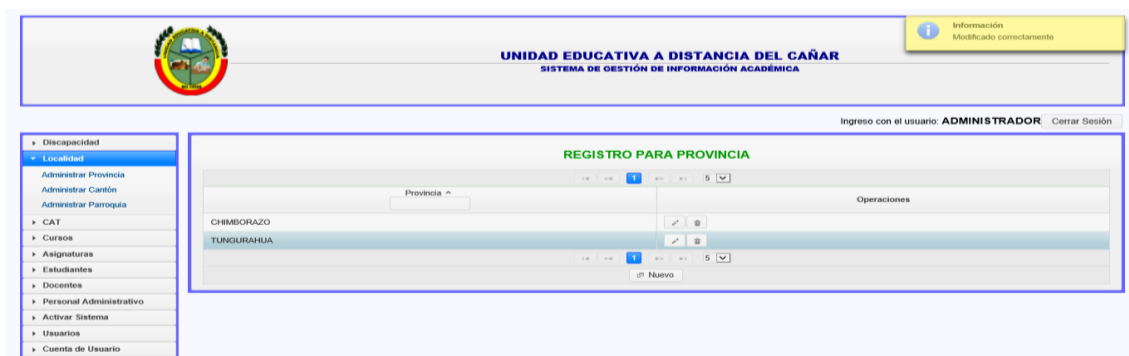 Información
Modificado correctamente
UNIDAD EDUCATIVA A DISTANCIA DEL CAÑAR
SISTEMA DE GESTIÓN DE INFORMACIÓN ACADÉMICA
Ingreso con el usuario: ADMINISTRADOR Cerrar Sesión
Discapacidad
Localidad
Administrar Provincia
Administrar Cantón
Administrar Parroquia
CAT
Cursos
Asignaturas
Estudiantes
Docentes
Personal Administrativo
Activar Sistema
Usuarios
Cuenta de Usuario
REGISTRO PARA PROVINCIA
1 5
Provincia Operaciones
CHIMBORAZO
TUNGURAHUA
1 5
Nuevo